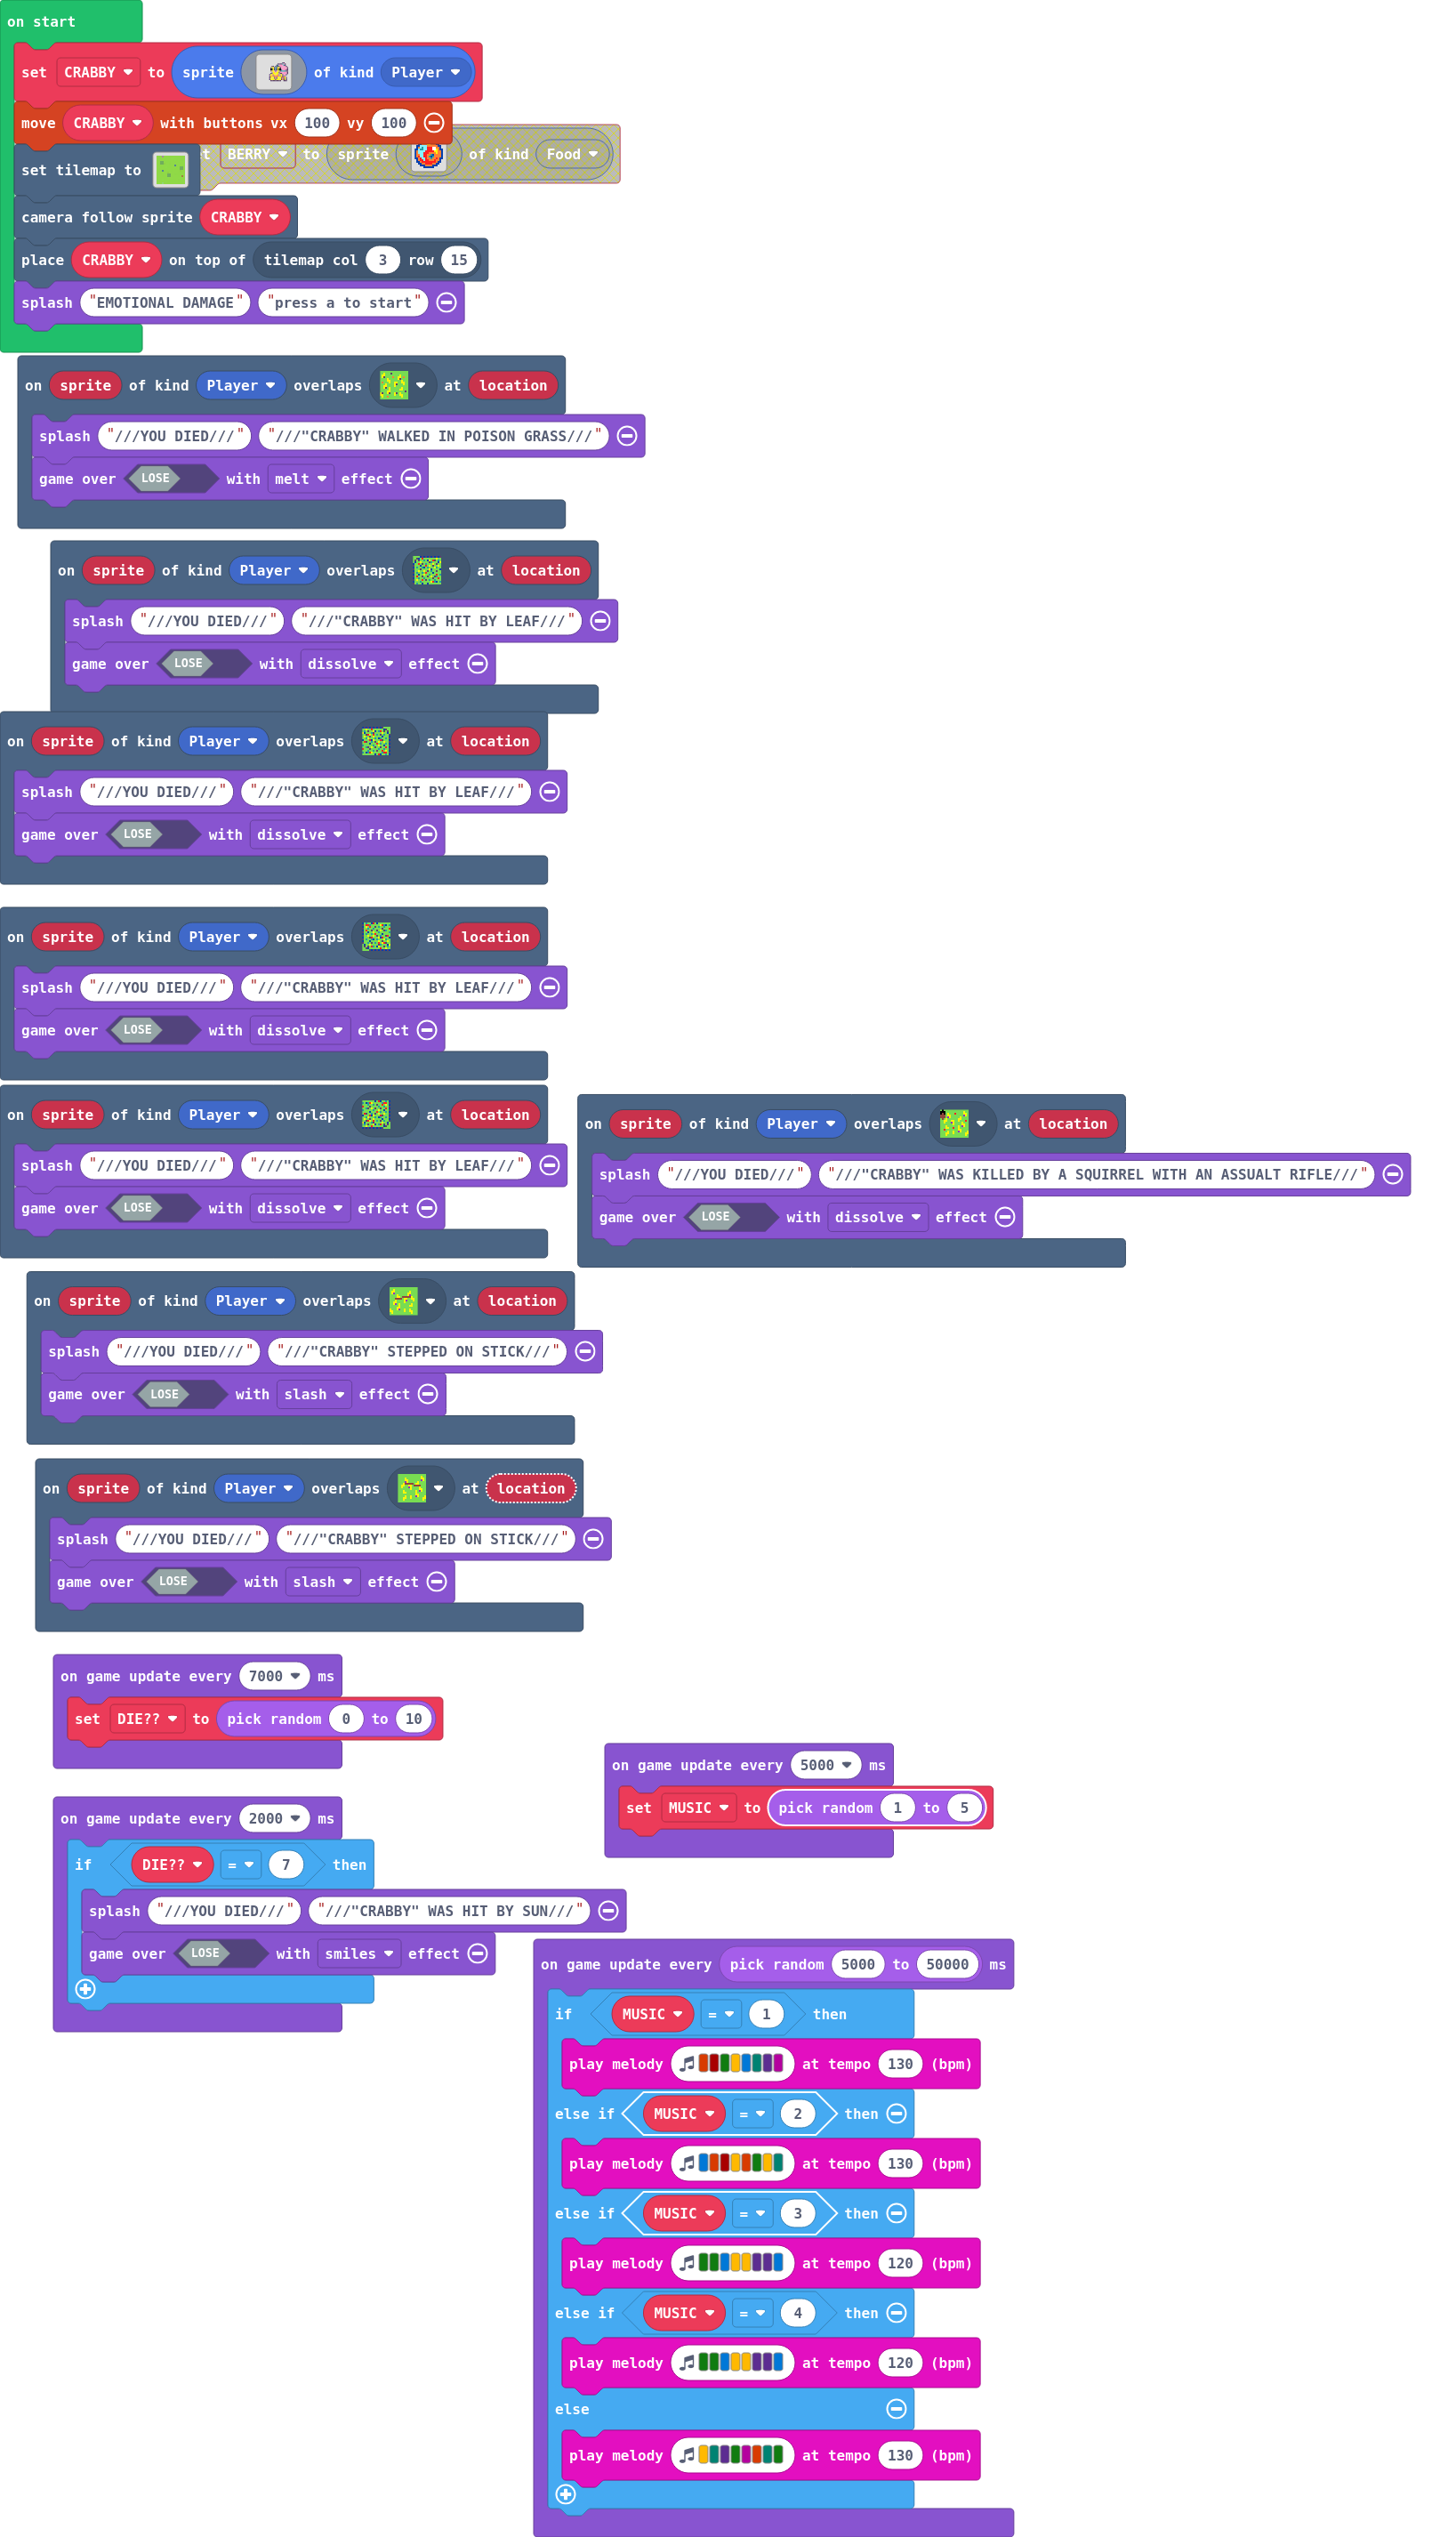 on start
set CRABBY to sprite of kind Player
move CRABBY with buttons vx 100 vy 100 
t BERRY to sprite of kind Food
set tilemap to
camera follow sprite CRABBY
place CRABBY on top of tilemap col 3 row 15
splash "EMOTIONAL DAMAGE" "press a to start"
on sprite of kind Player overlaps at location
splash "///YOU DIED///" "///"CRABBY" WALKED IN POISON GRASS///"
game over LOSE with melt effect
on sprite of kind Player overlaps at location
splash "///YOU DIED///" "///"CRABBY" WAS HIT BY LEAF///"
game over LOSE with dissolve effect
on sprite of kind Player overlaps at location
splash "///YOU DIED///" "///"CRABBY" WAS HIT BY LEAF///"
game over LOSE with dissolve effect
on sprite of kind Player overlaps at location
splash "///YOU DIED///" "///"CRABBY" WAS HIT BY LEAF///"
game over LOSE with dissolve effect
on sprite of kind Player overlaps at location
splash "///YOU DIED///" "///"CRABBY" WAS HIT BY LEAF///"
game over LOSE with dissolve effect
on sprite of kind Player overlaps at location
splash "///YOU DIED///" "///"CRABBY" WAS KILLED BY A SQUIRREL WITH AN ASSUALT RIFLE///"
game over LOSE with dissolve effect
on sprite of kind Player overlaps at location
splash "///YOU DIED///" "///"CRABBY" STEPPED ON STICK///"
game over LOSE with slash effect
on sprite of kind Player overlaps at location
splash "///YOU DIED///" "///"CRABBY" STEPPED ON STICK///"
game over LOSE with slash effect
on game update every 7000 ms
set DIE?? to pick random 0 to 10
on game update every 5000 ms
set MUSIC to pick random 1 to 5
on game update every 2000 ms
if DIE?? = 7 then
splash "///YOU DIED///" "///"CRABBY" WAS HIT BY SUN///"
game over LOSE with smiles effect
on game update every pick random 5000 to 50000 ms
if MUSIC = 1 then
play melody at tempo 130 (bpm)
else if MUSIC = 2 then
play melody at tempo 130 (bpm)
else if MUSIC = 3 then
play melody at tempo 120 (bpm)
else if MUSIC = 4 then
play melody at tempo 120 (bpm)
else
play melody at tempo 130 (bpm)